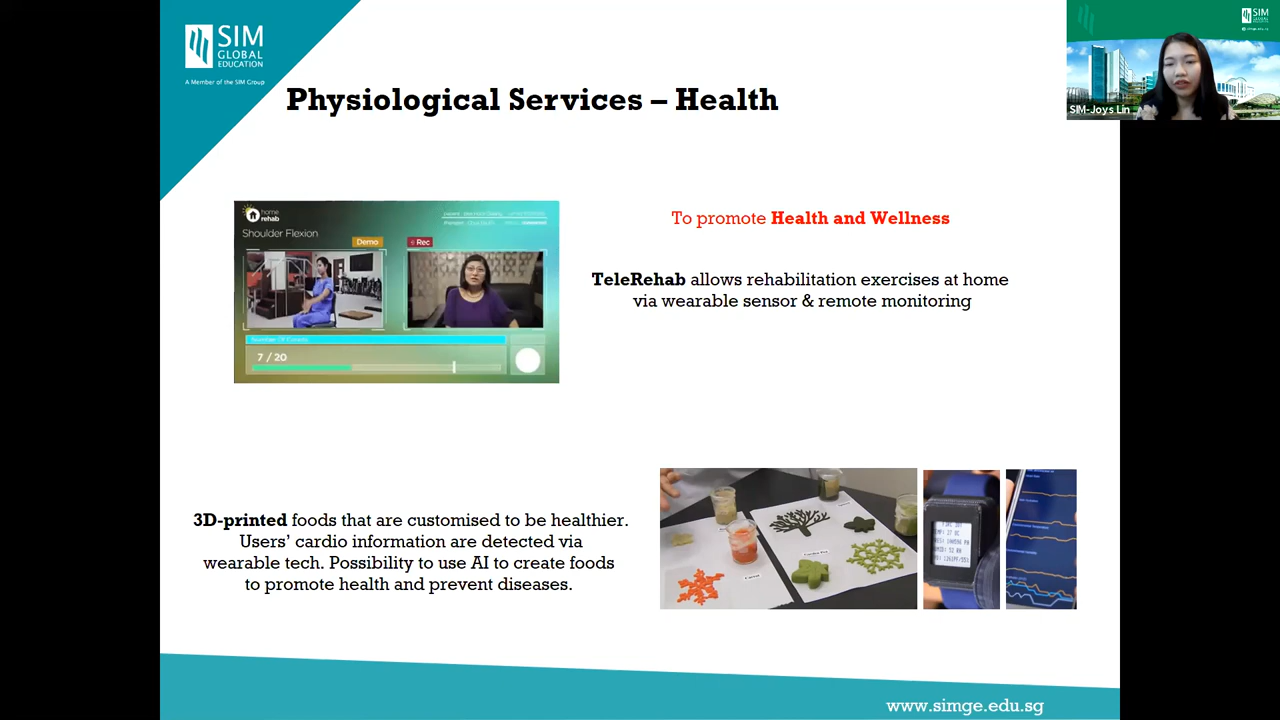 SIM
GLOBAL
EDUCATION
A Member of the SIM Group
Physiological Services – Health
SIM
SIM-Joys Lin
home
rehab
Shoulder Flexion
Demo
Rec
7 / 20
To promote Health and Wellness
TeleRehab allows rehabilitation exercises at home
via wearable sensor & remote monitoring
3D-printed foods that are customised to be healthier.
Users’ cardio information are detected via
wearable tech. Possibility to use AI to create foods
to promote health and prevent diseases.
www.simge.edu.sg